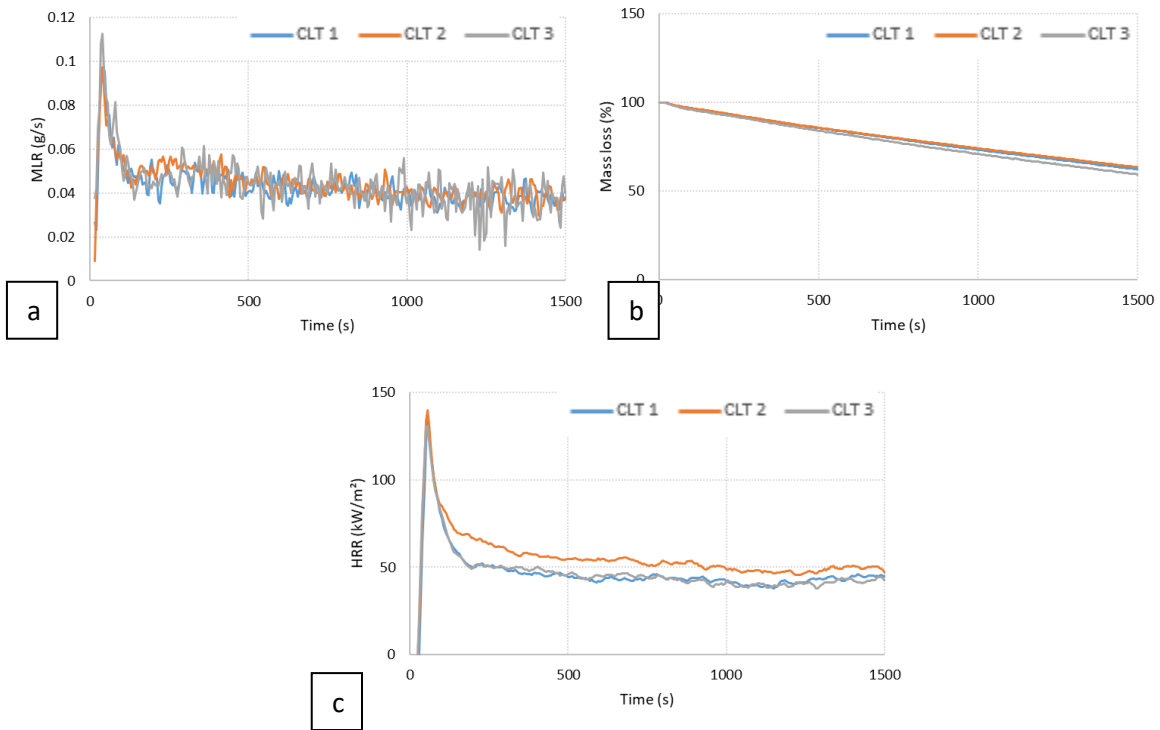 0.12
0.1
0.08
0.06
0.04
0.02
0
MLR (g/s)
CLT 1 CLT 2 CLT 3
0 500 1000 1500
Time (s)
a
150
100
50
0
Mass loss (%)
CLT 1 CLT 2 CLT 3
500 1000 1500
Time (s)
b
150
100
50
0
HRR (kW/m²)
CLT 1 CLT 2 CLT 3
0 500 1000 1500
Time (s)
c